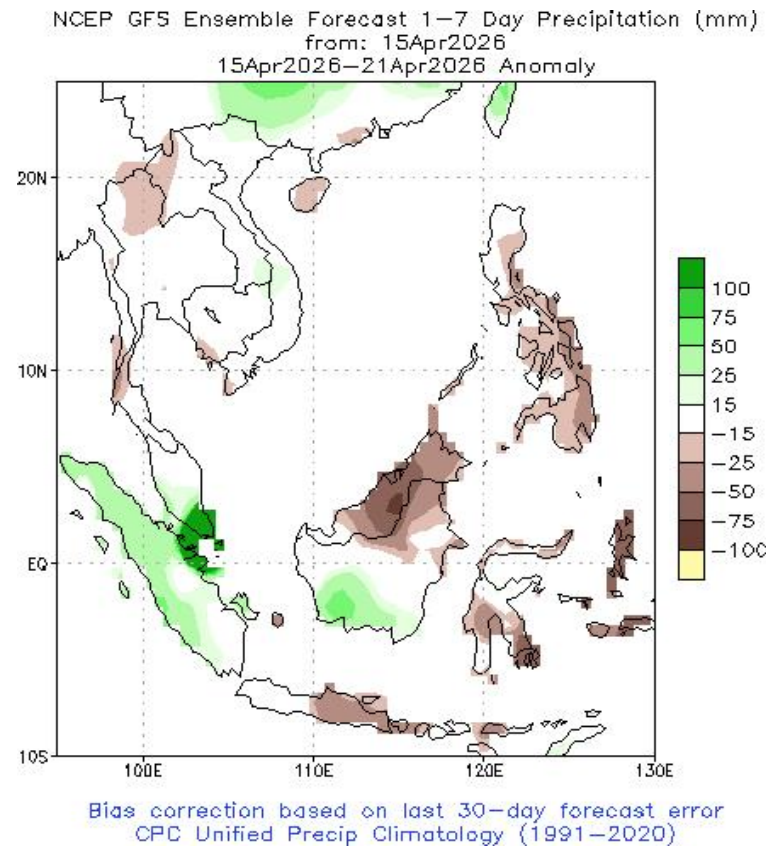 NCEP GFS Ensemble Forecast 1–7 Day Precipitation (mm)
from: 15Apr2026
15Apr2026–21Apr2026 Anomaly
20N
10N
EQ
10S
100E
110E
120E
130E
100
75
50
25
15
−15
−25
−50
−75
−100
Bias correction based on last 30–day forecast error
CPC Unified Precip Climatology (1991–2020)